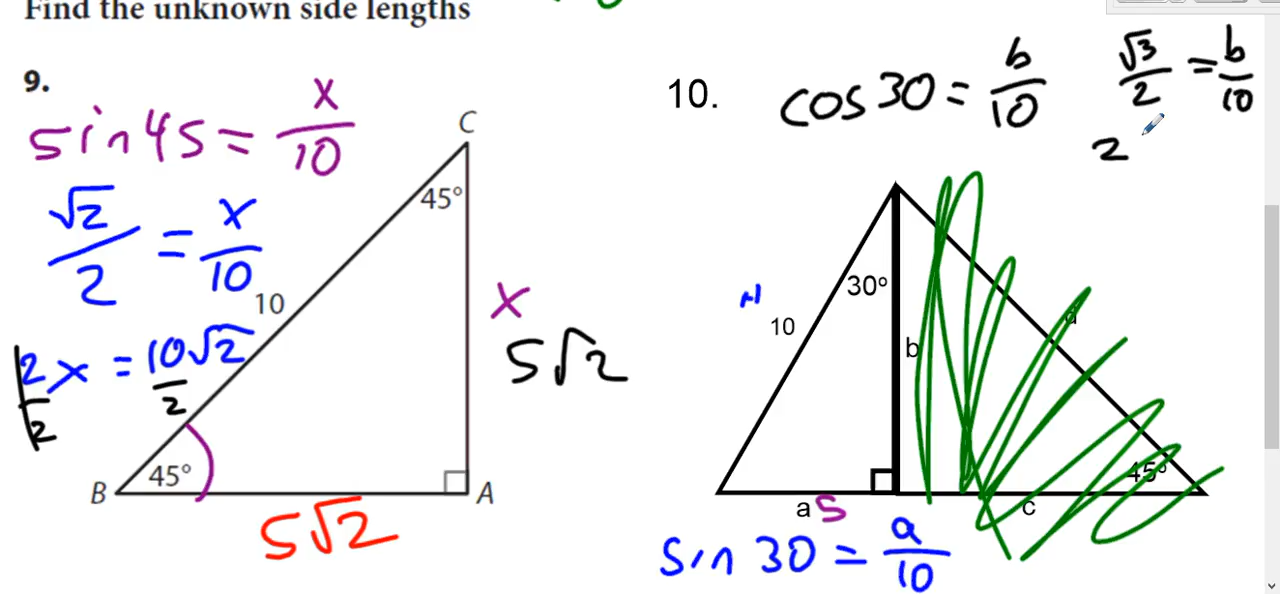 Find the unknown side lengths
9.
sin 45 = x/10
√2/2 = x/10
2x/2 = 10√2/2
10
C
45°
x
5√2
B
45°
A
5√2
10.
cos 30 = b/10
√3/2 = b/10
2
30°
10
b
d
45°
a 5
c
sin 30 = a/10